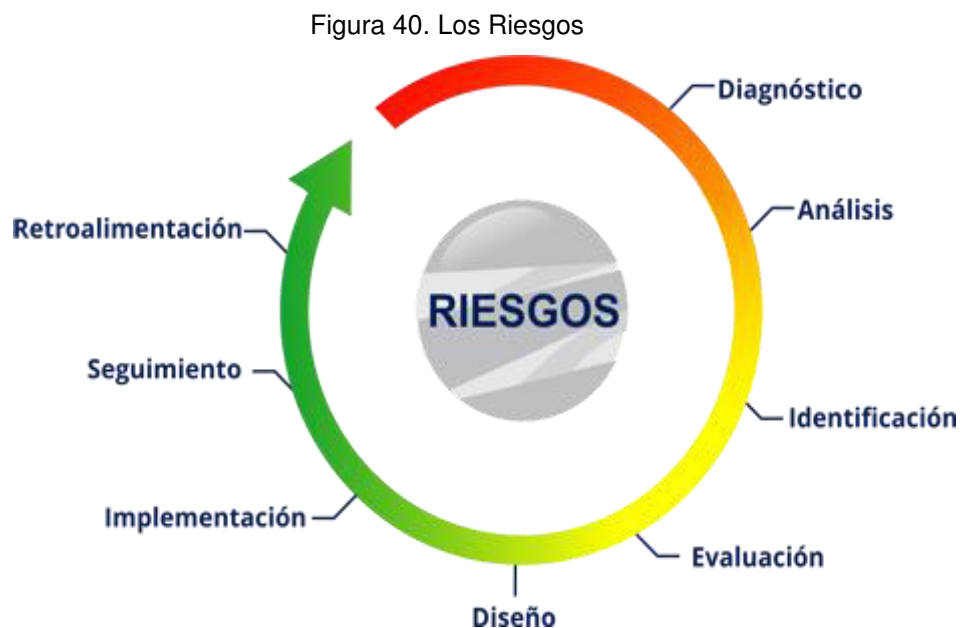 Figura 40. Los Riesgos
Diagnóstico
Análisis
Identificación
Evaluación
Diseño
Implementación
Seguimiento
Retroalimentación
RIESGOS